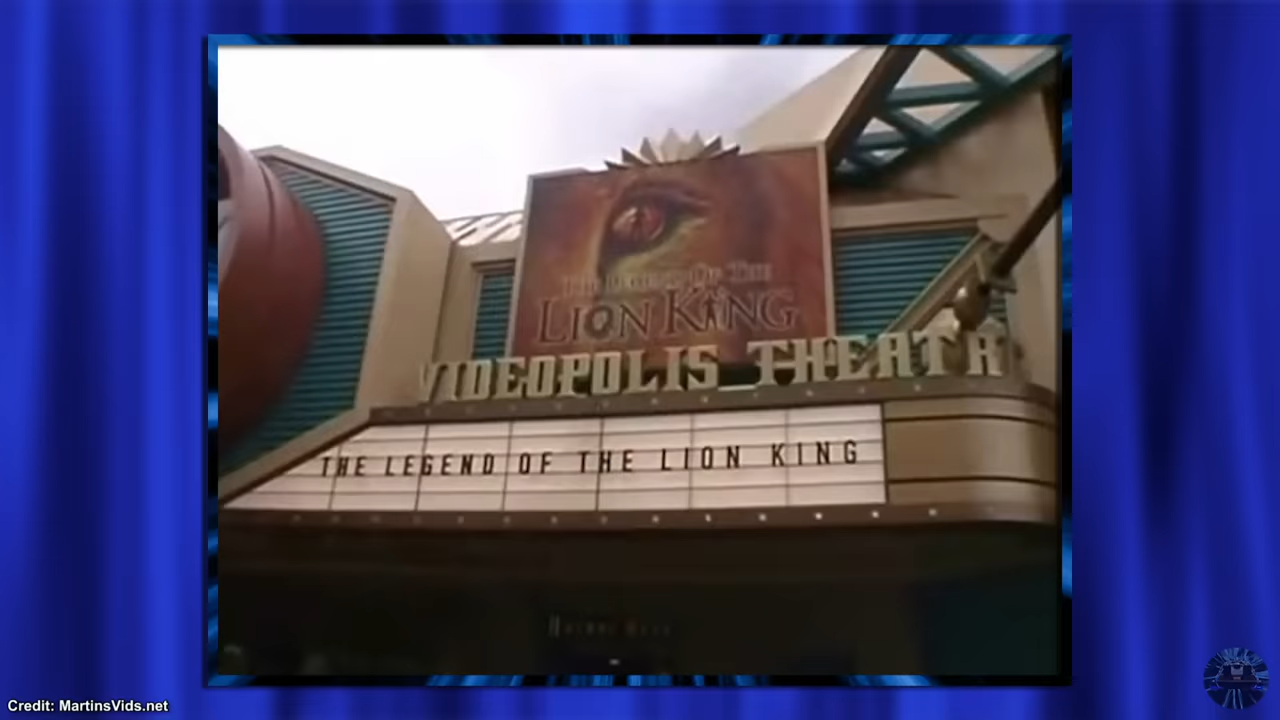 THE LEGEND OF THE
LION KING
VIDEOPOLIS THEATR
THE LEGEND OF THE LION KING
Credit: MartinsVids.net